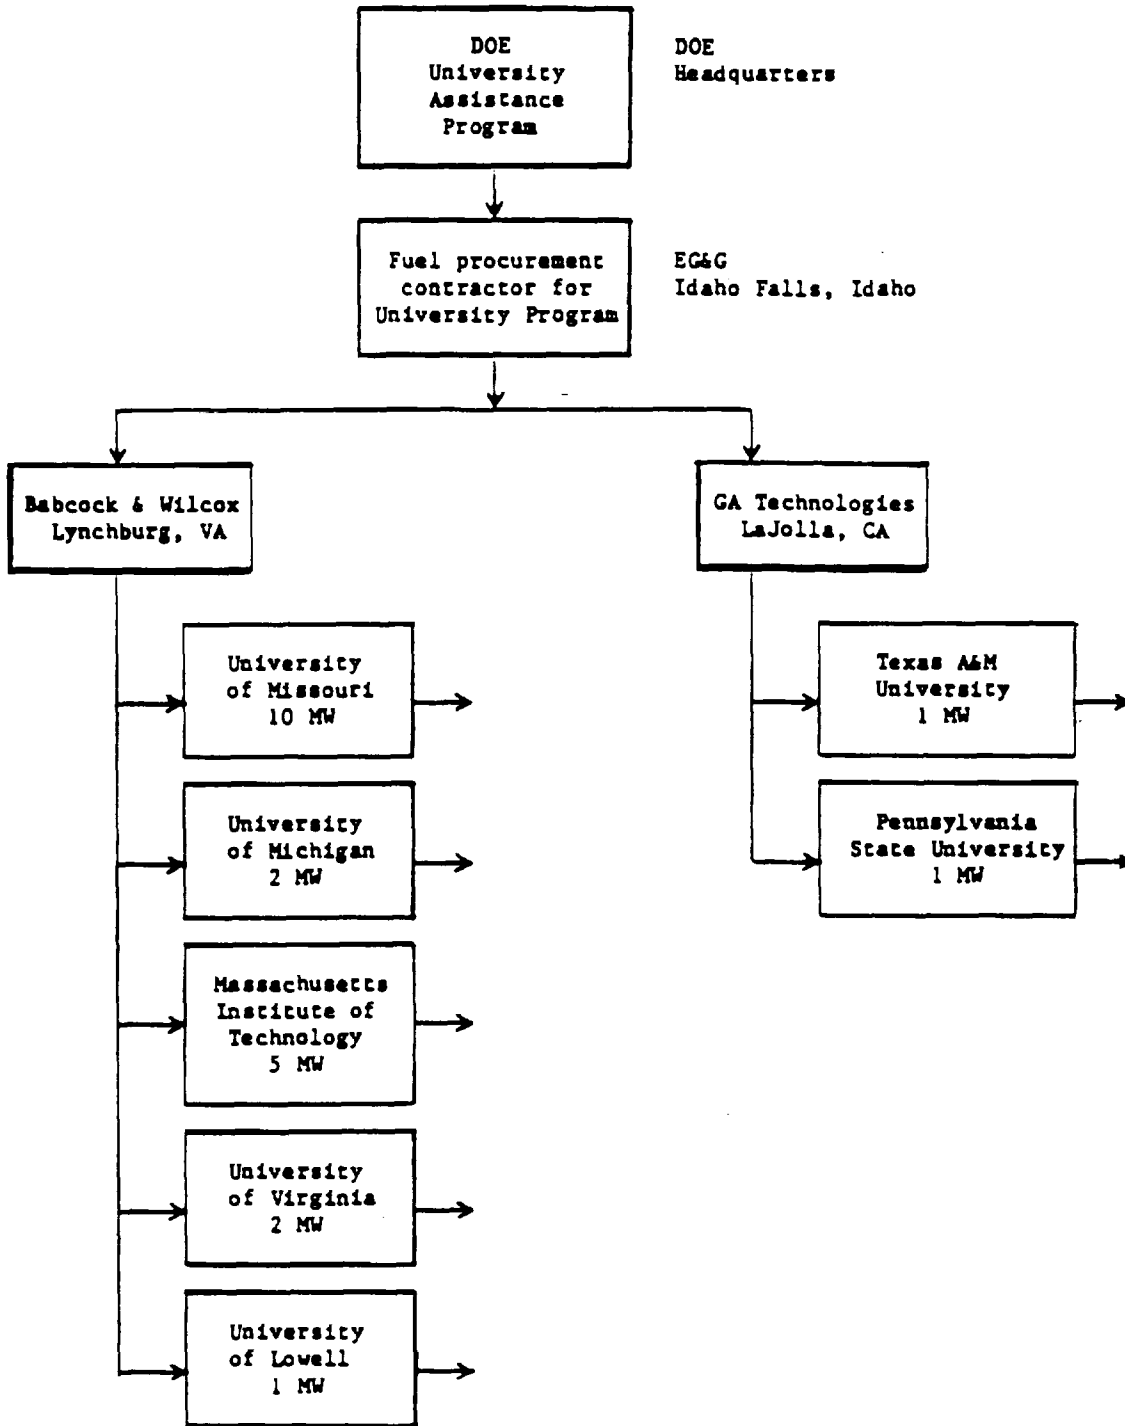 DOE
University
Assistance
Program
DOE
Headquarters
Fuel procurement
contractor for
University Program
EG&G
Idaho Falls, Idaho
Babcock & Wilcox
Lynchburg, VA
GA Technologies
LaJolla, CA
University
of Missouri
10 MW
University
of Michigan
2 MW
Massachusetts
Institute of
Technology
5 MW
University
of Virginia
2 MW
University
of Lowell
1 MW
Texas A&M
University
1 MW
Pennsylvania
State University
1 MW